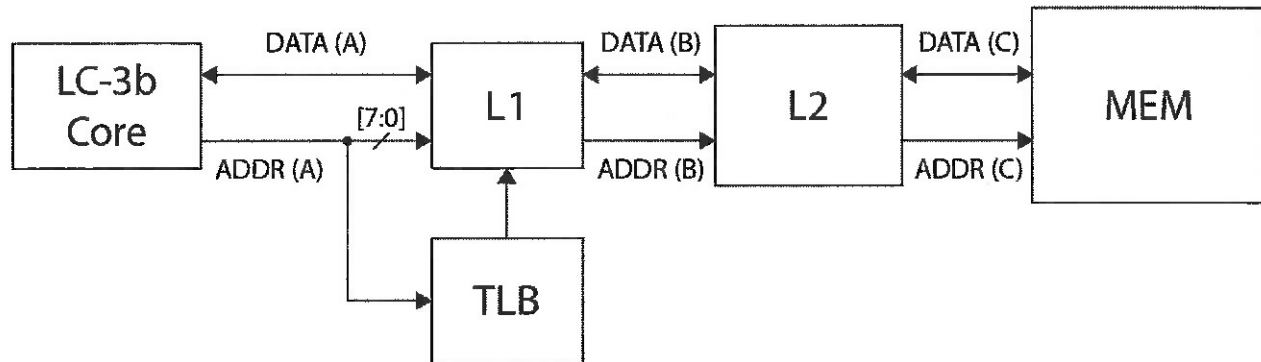 DATA (A)
DATA (B)
DATA (C)
LC-3b
Core
[7:0]
L1
L2
MEM
ADDR (A)
ADDR (B)
ADDR (C)
TLB